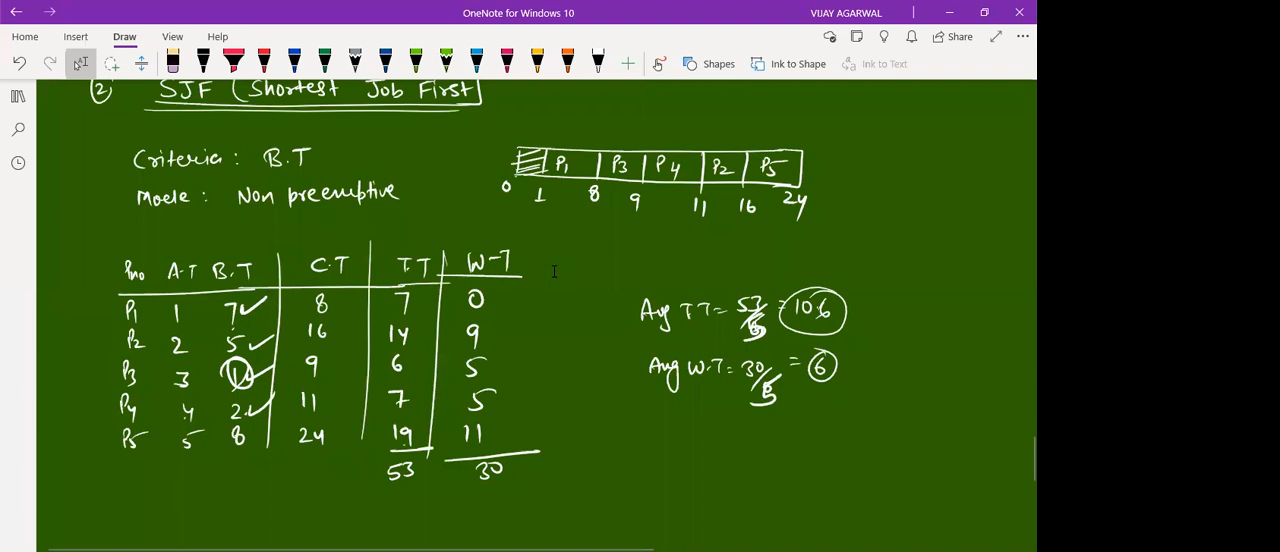 OneNote for Windows 10
VIJAY AGARWAL
Home Insert Draw View Help
Share
Shapes
Ink to Shape
Ink to Text
② SJF (Shortest Job First)
Criteria : B.T
Mode : Non preemptive
P1 P3 P4 P2 P5
0 1 8 9 11 16 24
Pno A.T B.T C.T T.T W-T
P1 1 7 8 7 0
P2 2 5 16 14 9
P3 3 1 9 6 5
P4 4 2 11 7 5
P5 5 8 24 19 11
53 30
Avg T T = 53/5 = 10.6
Avg W.T = 30/5 = 6